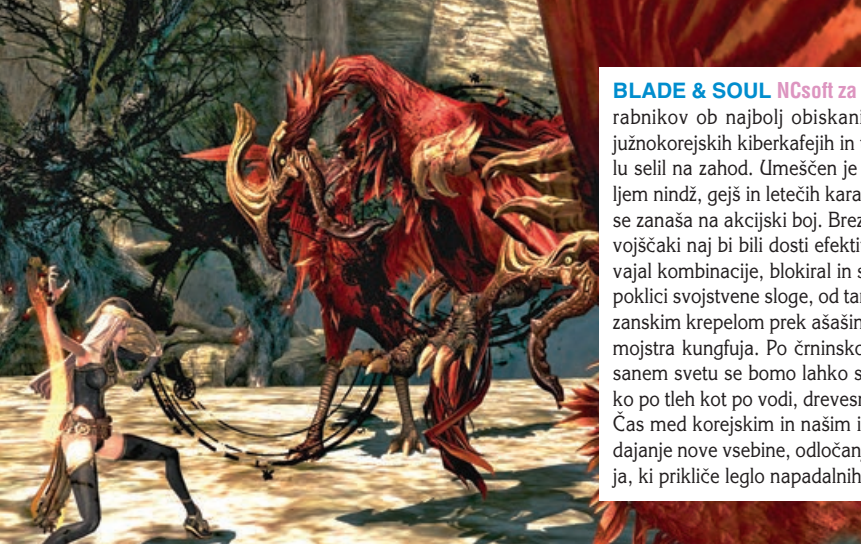 BLADE & SOUL NCsoft za
rabnikov ob najbolj obiskani
južnokorejskih kiberkafejih in
lu selil na zahod. Umeščen je
ljem nindž, gejš in letečih kara
se zanaša na akcijski boj. Brez
vojščaki naj bi bili dosti efekti
vajal kombinacije, blokiral in s
poklici svojstvene sloge, od tar
zanskim krepelom prek ašašin
mojstra kungfuja. Po črninsko
sanem svetu se bomo lahko s
ko po tleh kot po vodi, drevesn
Čas med korejskim in našim i
dajanje nove vsebine, odločanj
ja, ki prikliče leglo napadalnih